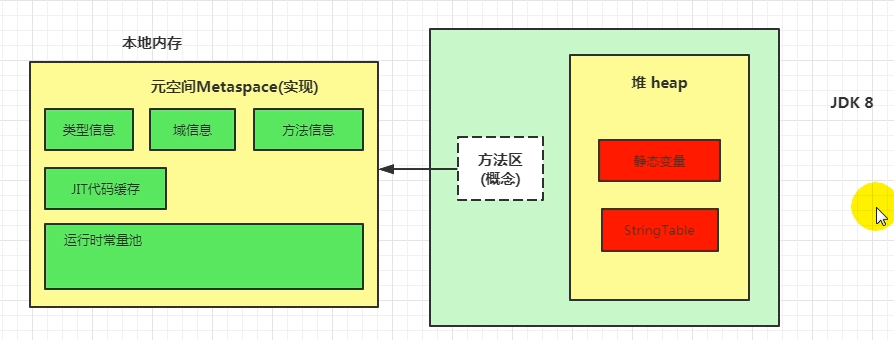 本地内存
元空间Metaspace(实现)
类型信息
域信息
方法信息
JIT代码缓存
运行时常量池
方法区
(概念)
堆 heap
静态变量
StringTable
JDK 8